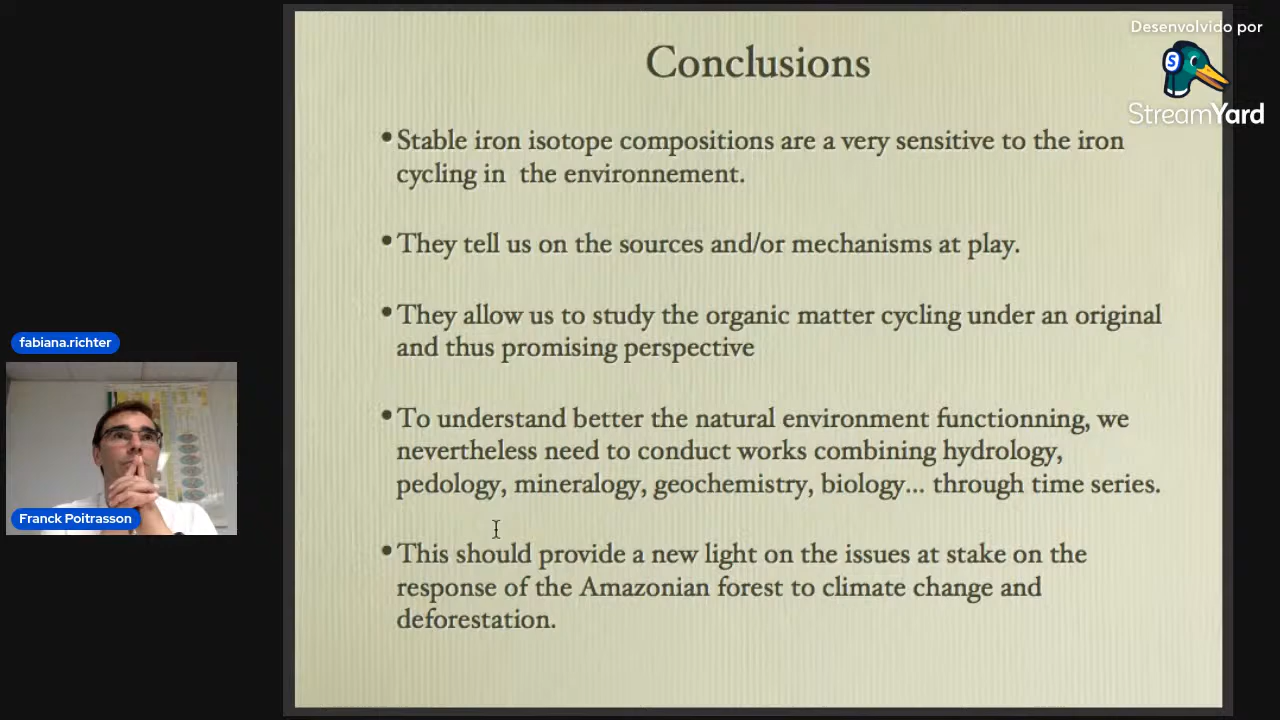 Desenvolvido por
StreamYard
Conclusions
•Stable iron isotope compositions are a very sensitive to the iron
cycling in the environnement.
•They tell us on the sources and/or mechanisms at play.
•They allow us to study the organic matter cycling under an original
and thus promising perspective
•To understand better the natural environment functionning, we
nevertheless need to conduct works combining hydrology,
pedology, mineralogy, geochemistry, biology... through time series.
•This should provide a new light on the issues at stake on the
response of the Amazonian forest to climate change and
deforestation.
fabiana.richter
Franck Poitrasson